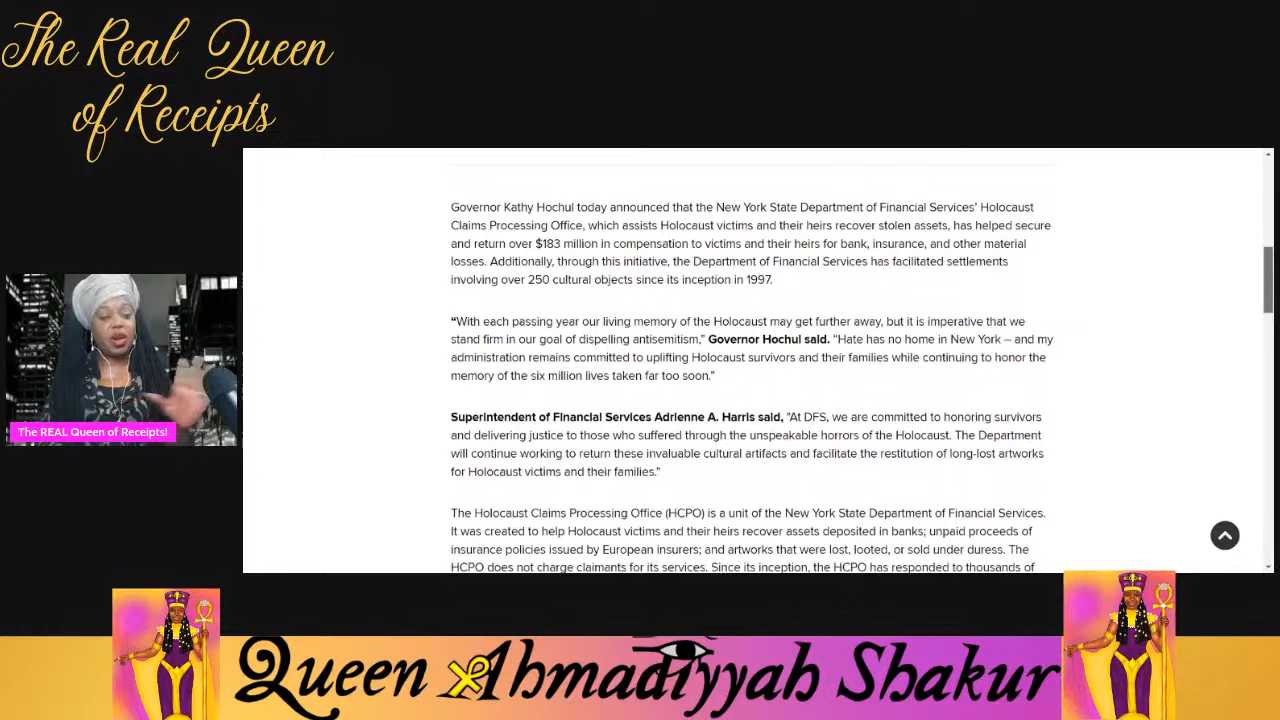 The Real Queen
of Receipts
Governor Kathy Hochul today announced that the New York State Department of Financial Services’ Holocaust
Claims Processing Office, which assists Holocaust victims and their heirs recover stolen assets, has helped secure
and return over $183 million in compensation to victims and their heirs for bank, insurance, and other material
losses. Additionally, through this initiative, the Department of Financial Services has facilitated settlements
involving over 250 cultural objects since its inception in 1997.
“With each passing year our living memory of the Holocaust may get further away, but it is imperative that we
stand firm in our goal of dispelling antisemitism,” Governor Hochul said. “Hate has no home in New York – and my
administration remains committed to uplifting Holocaust survivors and their families while continuing to honor the
memory of the six million lives taken far too soon.”
Superintendent of Financial Services Adrienne A. Harris said, “At DFS, we are committed to honoring survivors
and delivering justice to those who suffered through the unspeakable horrors of the Holocaust. The Department
will continue working to return these invaluable cultural artifacts and facilitate the restitution of long-lost artworks
for Holocaust victims and their families.”
The Holocaust Claims Processing Office (HCPO) is a unit of the New York State Department of Financial Services.
It was created to help Holocaust victims and their heirs recover assets deposited in banks; unpaid proceeds of
insurance policies issued by European insurers; and artworks that were lost, looted, or sold under duress. The
HCPO does not charge claimants for its services. Since its inception, the HCPO has responded to thousands of
The REAL Queen of Receipts!
Queen Ahmadiyyah Shakur